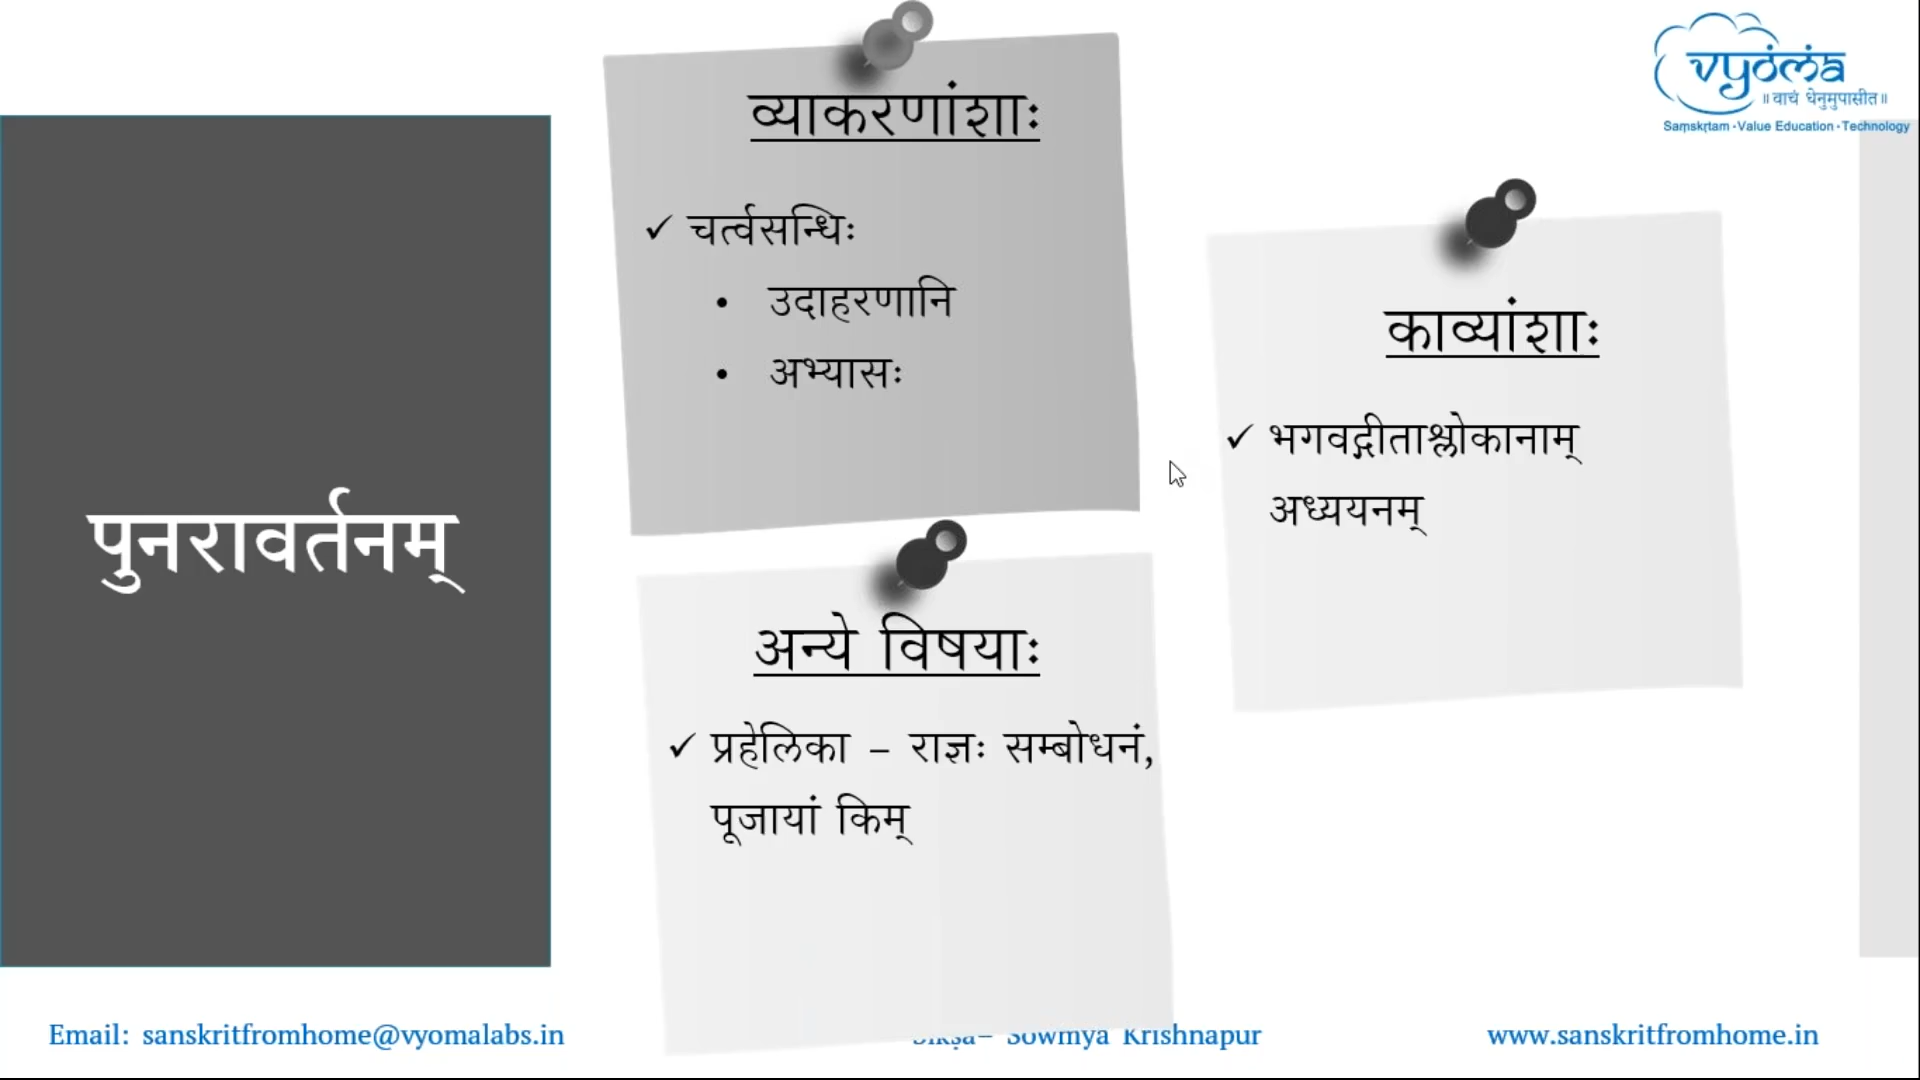 vyoma
॥ वाचं धेनुमुपासीत॥
Saṃskṛtam - Value Education - Technology
पुनरावर्तनम्
व्याकरणांशाः
✓ चर्त्वसन्धिः
• उदाहरणानि
• अभ्यासः
काव्यांशाः
✓ भगवद्गीताश्लोकानाम्
अध्ययनम्
अन्ये विषयाः
✓ प्रहेलिका – राज्ञः सम्बोधनं,
पूजायां किम्
Email: sanskritfromhome@vyomalabs.in
Sowmya Krishnapur
www.sanskritfromhome.in